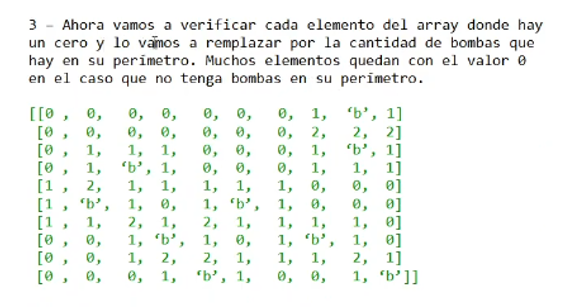 3 - Ahora vamos a verificar cada elemento del array donde hay
un cero y lo vamos a remplazar por la cantidad de bombas que
hay en su perímetro. Muchos elementos quedan con el valor 0
en el caso que no tenga bombas en su perímetro.
[[0 , 0, 0, 0, 0, 0, 0, 1, ‘b’, 1]
[0 , 0, 0, 0, 0, 0, 0, 2, 2, 2]
[0 , 1, 1, 1, 0, 0, 0, 1, ‘b’, 1]
[0 , 1, ‘b’, 1, 0, 0, 0, 1, 1, 1]
[1 , 2, 1, 1, 1, 1, 1, 0, 0, 0]
[1 , ‘b’, 1, 0, 1, ‘b’, 1, 0, 0, 0]
[1 , 1, 2, 1, 2, 1, 1, 1, 1, 0]
[0 , 0, 1, ‘b’, 1, 0, 1, ‘b’, 1, 0]
[0 , 0, 1, 2, 2, 1, 1, 1, 2, 1]
[0 , 0, 0, 1, ‘b’, 1, 0, 0, 1, ‘b’]]